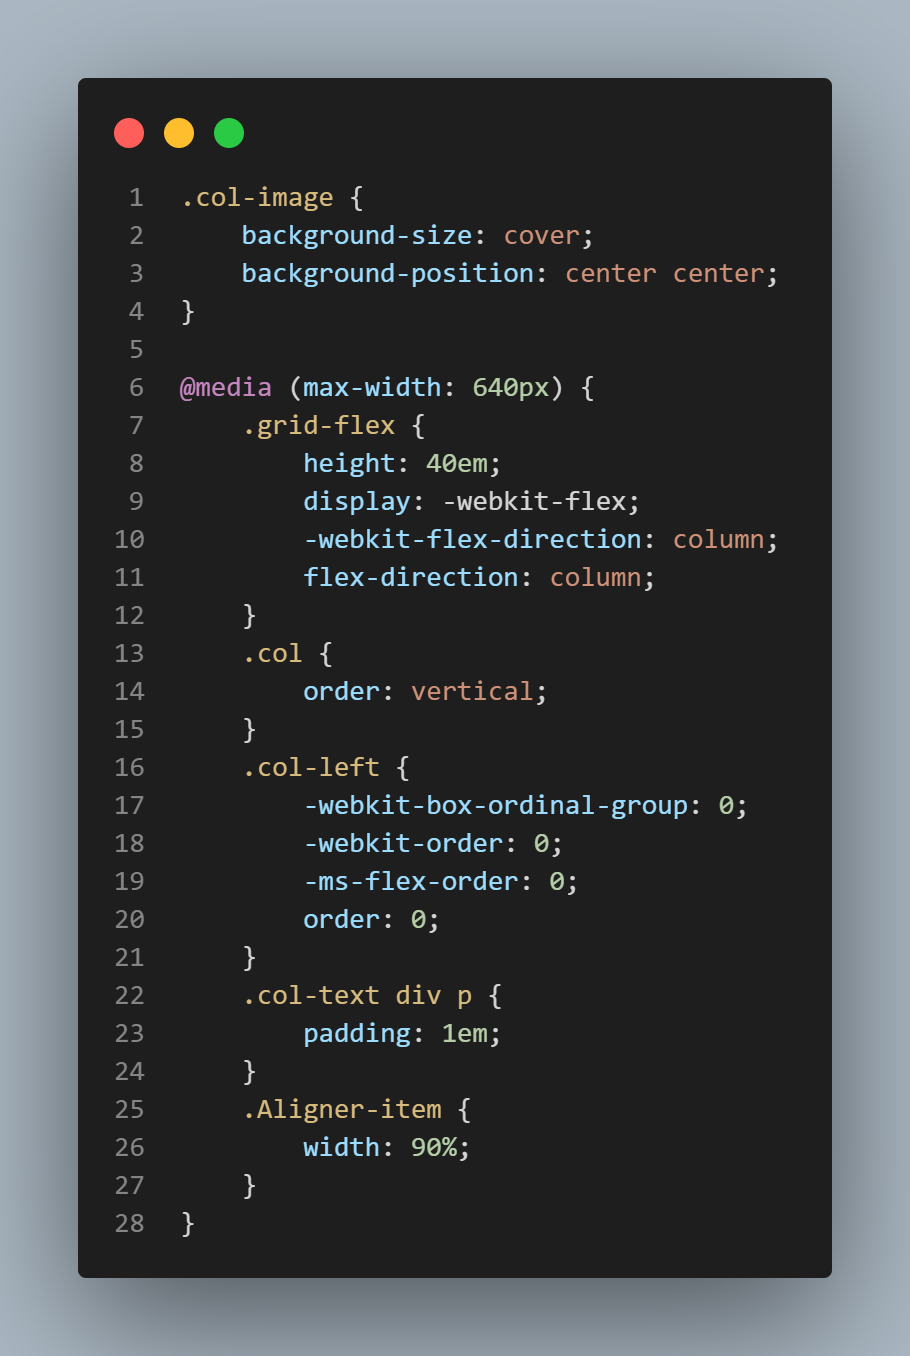 1 .col-image {
2     background-size: cover;
3     background-position: center center;
4 }
5
6 @media (max-width: 640px) {
7     .grid-flex {
8         height: 40em;
9         display: -webkit-flex;
10         -webkit-flex-direction: column;
11         flex-direction: column;
12     }
13     .col {
14         order: vertical;
15     }
16     .col-left {
17         -webkit-box-ordinal-group: 0;
18         -webkit-order: 0;
19         -ms-flex-order: 0;
20         order: 0;
21     }
22     .col-text div p {
23         padding: 1em;
24     }
25     .Aligner-item {
26         width: 90%;
27     }
28 }